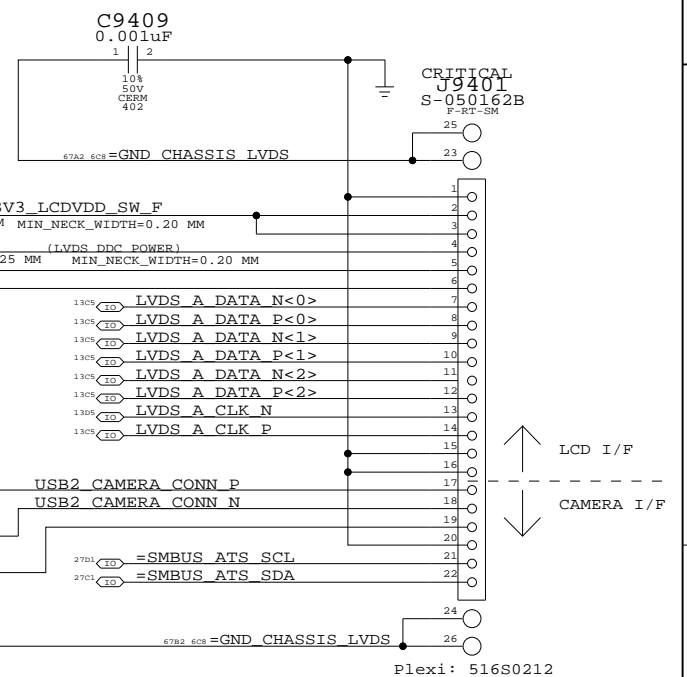 C9409
0.001uF
1 2
10%
50V
CERM
402
CRITICAL
J9401
S-050162B
F-RT-SM
25
67A2 6C8 =GND_CHASSIS_LVDS 23
1
V3_LCDVDD_SW_F 2
M MIN_NECK_WIDTH=0.20 MM 3
(LVDS DDC POWER) 4
25 MM MIN_NECK_WIDTH=0.20 MM 5
6
13C5 IO LVDS_A_DATA_N<0> 7
13C5 IO LVDS_A_DATA_P<0> 8
13C5 IO LVDS_A_DATA_N<1> 9
13C5 IO LVDS_A_DATA_P<1> 10
13C5 IO LVDS_A_DATA_N<2> 11
13C5 IO LVDS_A_DATA_P<2> 12
13D5 IO LVDS_A_CLK_N 13
13C5 IO LVDS_A_CLK_P 14
15
LCD I/F
16
USB2_CAMERA_CONN_P 17
USB2_CAMERA_CONN_N 18
CAMERA I/F
19
20
27D1 IO =SMBUS_ATS_SCL 21
27C1 IO =SMBUS_ATS_SDA 22
24
67B2 6C8 =GND_CHASSIS_LVDS 26
Plexi: 516S0212